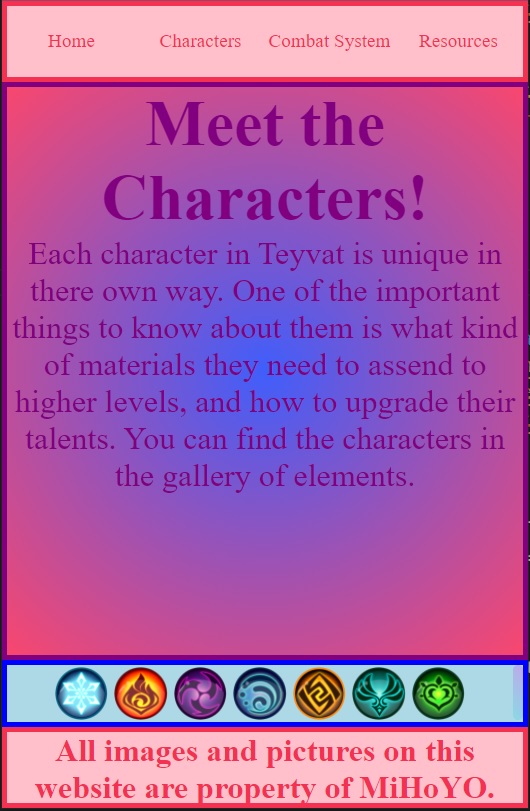 Home Characters Combat System Resources
Meet the
Characters!
Each character in Teyvat is unique in
there own way. One of the important
things to know about them is what kind
of materials they need to assend to
higher levels, and how to upgrade their
talents. You can find the characters in
the gallery of elements.
All images and pictures on this
website are property of MiHoYO.